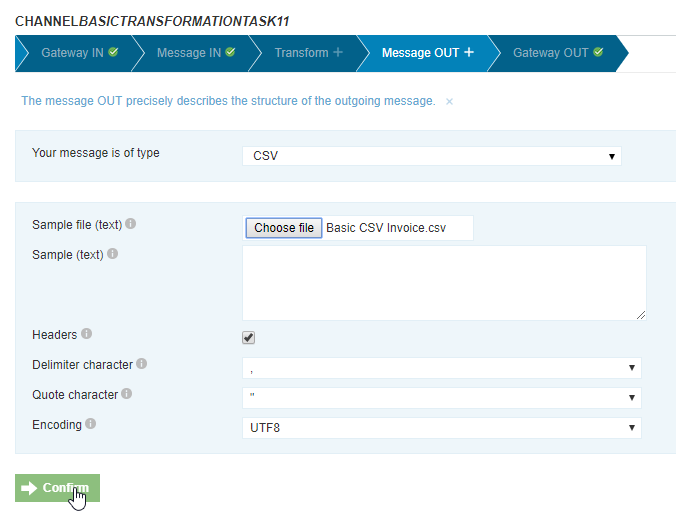 CHANNELBASICTRANSFORMATIONTASK11
Gateway IN Message IN Transform + Message OUT + Gateway OUT
The message OUT precisely describes the structure of the outgoing message. ×
Your message is of type CSV
Sample file (text) Choose file Basic CSV Invoice.csv
Sample (text)
Headers
Delimiter character ,
Quote character "
Encoding UTF8
Confirm